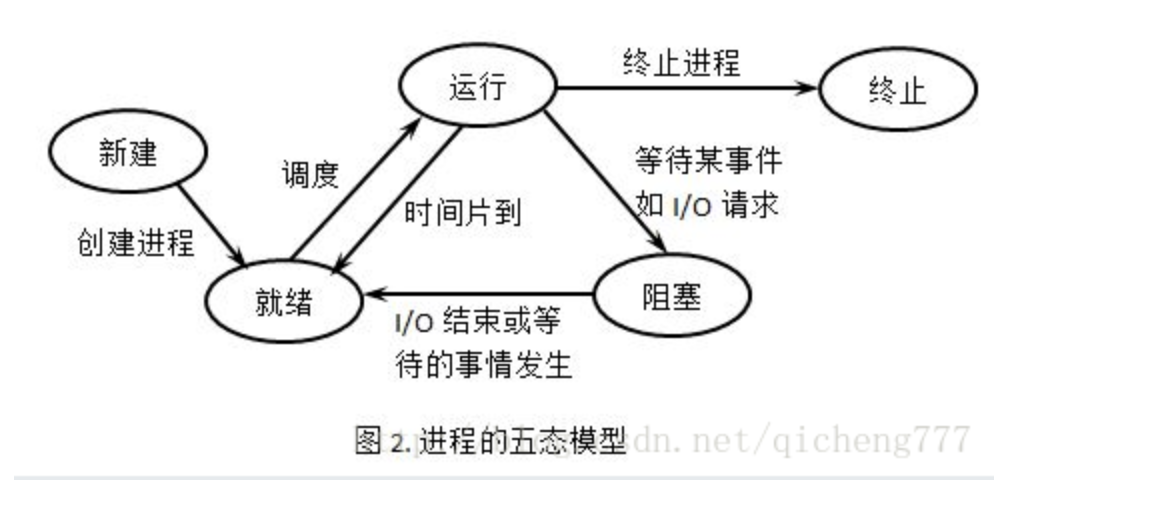 运行
终止进程
终止
新建
调度
等待某事件
如 I/O 请求
时间片到
创建进程
就绪
阻塞
I/O 结束或等
待的事情发生
图 2. 进程的五态模型
dn.net/qicheng777